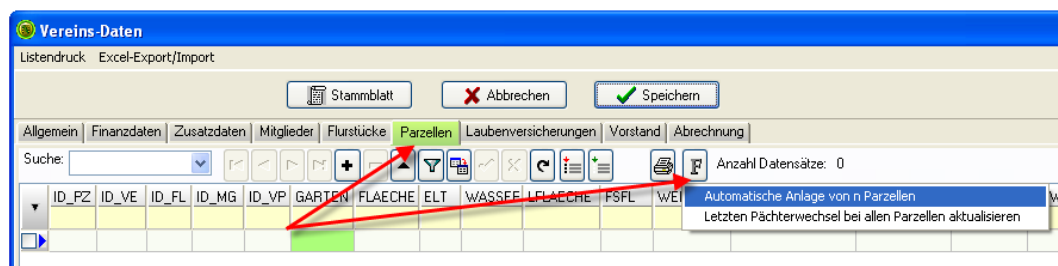 Vereins-Daten
Listendruck Excel-Export/Import
Stammblatt Abbrechen Speichern
Allgemein Finanzdaten Zusatzdaten Mitglieder Flurstücke Parzellen Laubenversicherungen Vorstand Abrechnung
Suche: F Anzahl Datensätze: 0
ID_PZ ID_VE ID_FL ID_MG ID_VP GARTEN FLAECHE ELT WASSER LFLAECHE FSFL
Automatische Anlage von n Parzellen
Letzten Pächterwechsel bei allen Parzellen aktualisieren